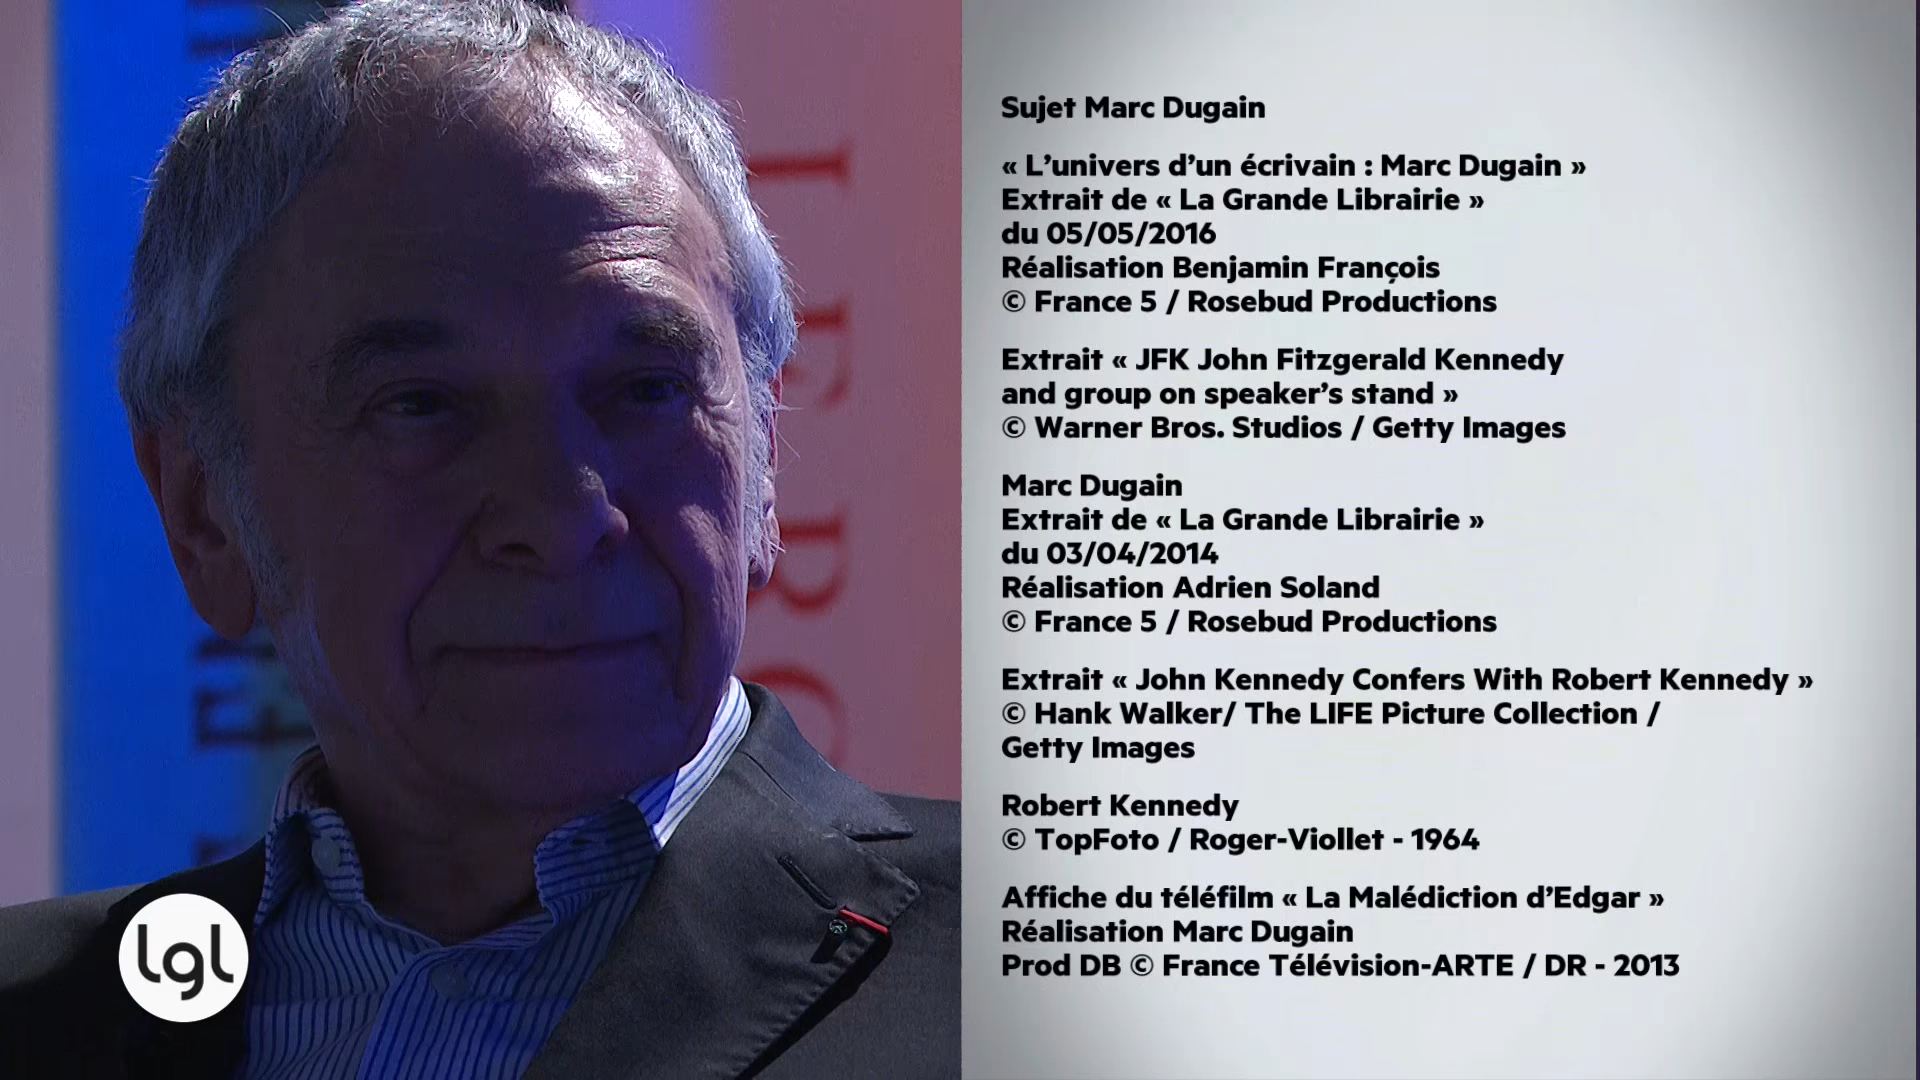 Sujet Marc Dugain
« L’univers d’un écrivain : Marc Dugain »
Extrait de « La Grande Librairie »
du 05/05/2016
Réalisation Benjamin François
© France 5 / Rosebud Productions
Extrait « JFK John Fitzgerald Kennedy
and group on speaker’s stand »
© Warner Bros. Studios / Getty Images
Marc Dugain
Extrait de « La Grande Librairie »
du 03/04/2014
Réalisation Adrien Soland
© France 5 / Rosebud Productions
Extrait « John Kennedy Confers With Robert Kennedy »
© Hank Walker/ The LIFE Picture Collection /
Getty Images
Robert Kennedy
© TopFoto / Roger-Viollet - 1964
Affiche du téléfilm « La Malédiction d’Edgar »
Réalisation Marc Dugain
Prod DB © France Télévision-ARTE / DR - 2013
lgl